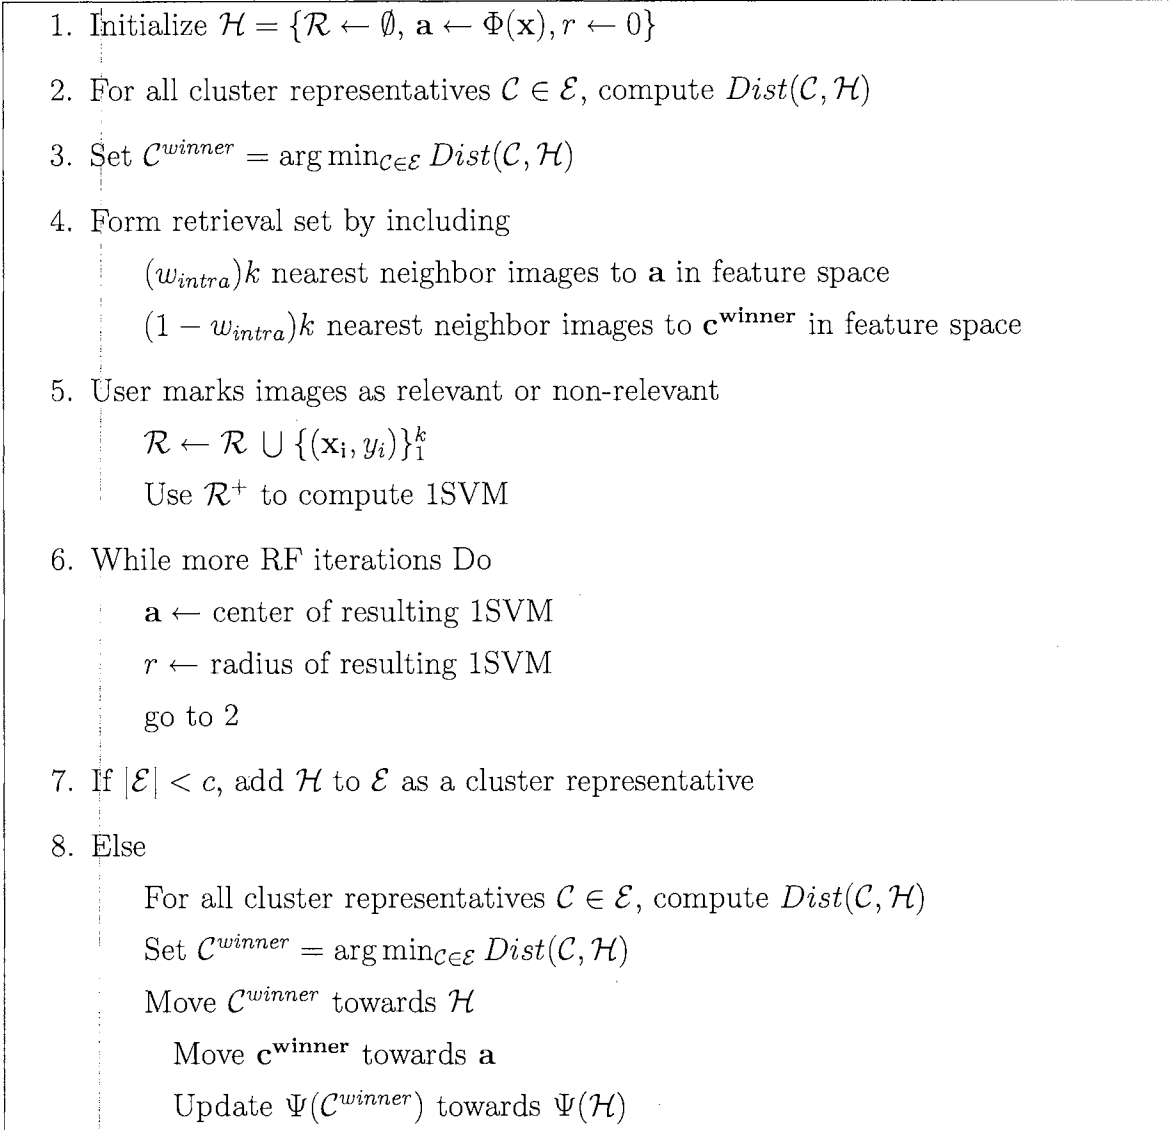 1. Initialize ℋ = {ℛ ← ∅, a ← Φ(x), r ← 0}
2. For all cluster representatives 𝒞 ∈ ℰ, compute Dist(𝒞, ℋ)
3. Set 𝒞^winner = arg min_{𝒞∈ℰ} Dist(𝒞, ℋ)
4. Form retrieval set by including
(w_intra)k nearest neighbor images to a in feature space
(1 − w_intra)k nearest neighbor images to c^winner in feature space
5. User marks images as relevant or non-relevant
ℛ ← ℛ ∪ {(x_i, y_i)}_1^k
Use ℛ^+ to compute 1SVM
6. While more RF iterations Do
a ← center of resulting 1SVM
r ← radius of resulting 1SVM
go to 2
7. If |ℰ| < c, add ℋ to ℰ as a cluster representative
8. Else
For all cluster representatives 𝒞 ∈ ℰ, compute Dist(𝒞, ℋ)
Set 𝒞^winner = arg min_{𝒞∈ℰ} Dist(𝒞, ℋ)
Move 𝒞^winner towards ℋ
Move c^winner towards a
Update Ψ(𝒞^winner) towards Ψ(ℋ)